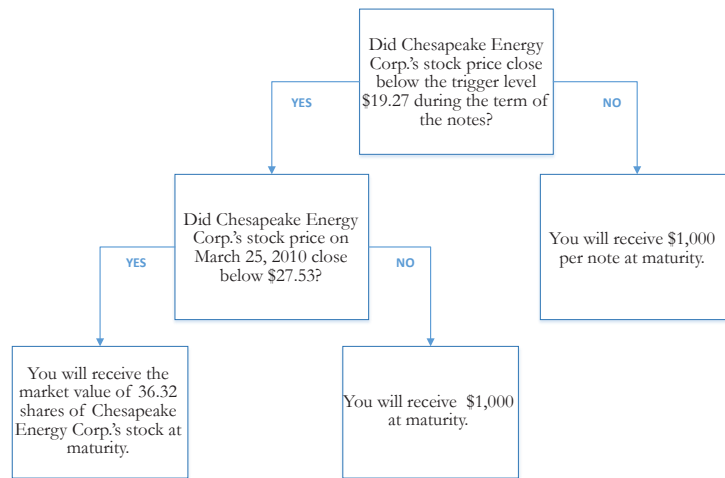 Did Chesapeake Energy
Corp.'s stock price close
below the trigger level
$19.27 during the term of
the notes?
YES
NO
Did Chesapeake Energy
Corp.'s stock price on
March 25, 2010 close
below $27.53?
You will receive $1,000
per note at maturity.
YES
NO
You will receive the
market value of 36.32
shares of Chesapeake
Energy Corp.'s stock at
maturity.
You will receive $1,000
at maturity.